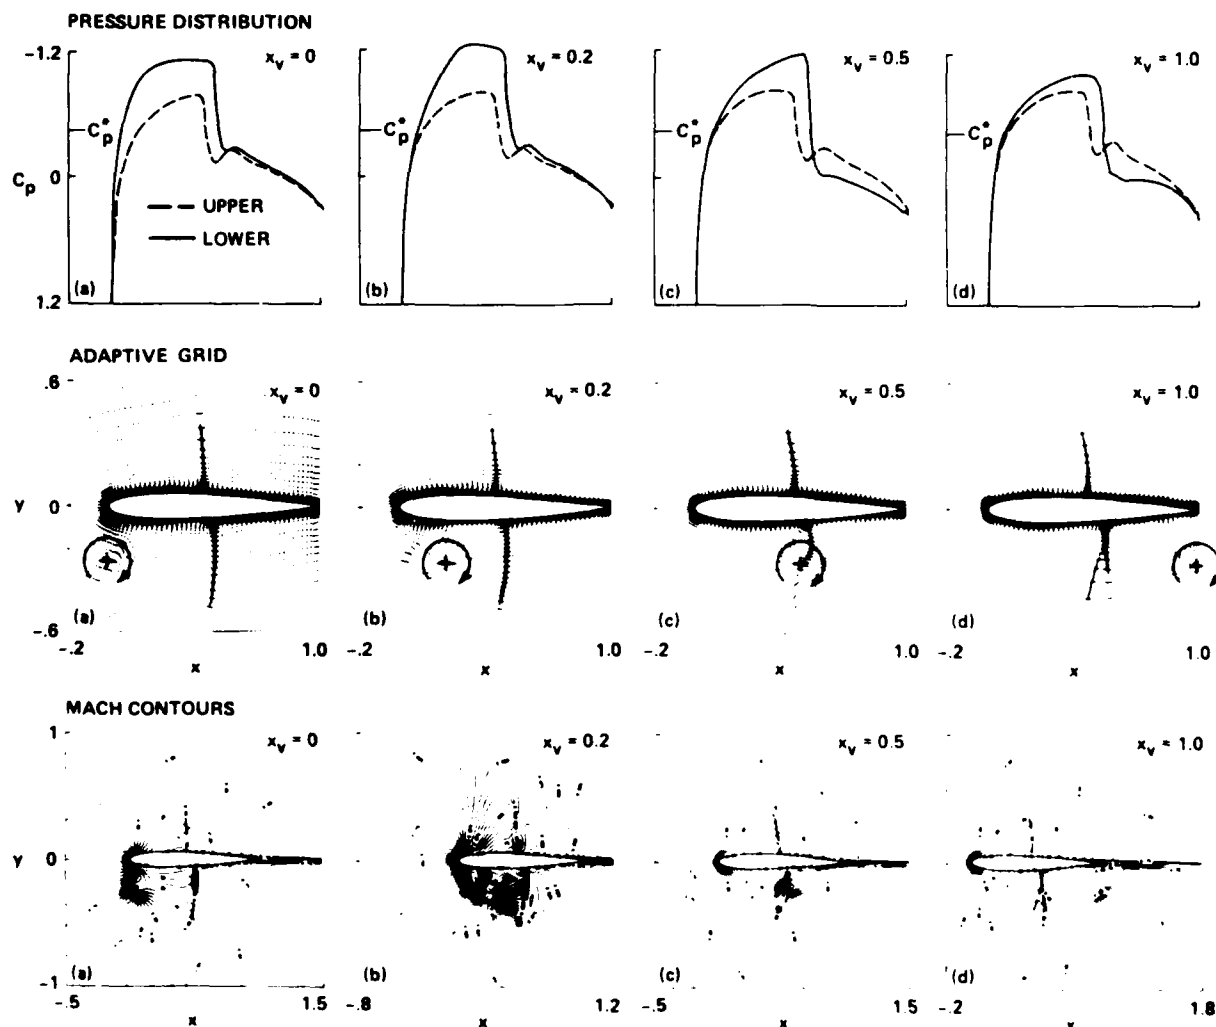 PRESSURE DISTRIBUTION
-1.2
x_v = 0
x_v = 0.2
x_v = 0.5
x_v = 1.0
C_p^*
C_p^*
C_p^*
C_p^*
C_p
0
UPPER
LOWER
1.2
(a)
(b)
(c)
(d)
ADAPTIVE GRID
.6
x_v = 0
x_v = 0.2
x_v = 0.5
x_v = 1.0
y
0
(a)
(b)
(c)
(d)
-.6
-.2
1.0
-.2
1.0
-.2
1.0
-.2
1.0
x
x
x
x
MACH CONTOURS
1
x_v = 0
x_v = 0.2
x_v = 0.5
x_v = 1.0
y
0
(a)
(b)
(c)
(d)
-1
-.5
1.5
-.8
1.2
-.5
1.5
-.2
1.8
x
x
x
x